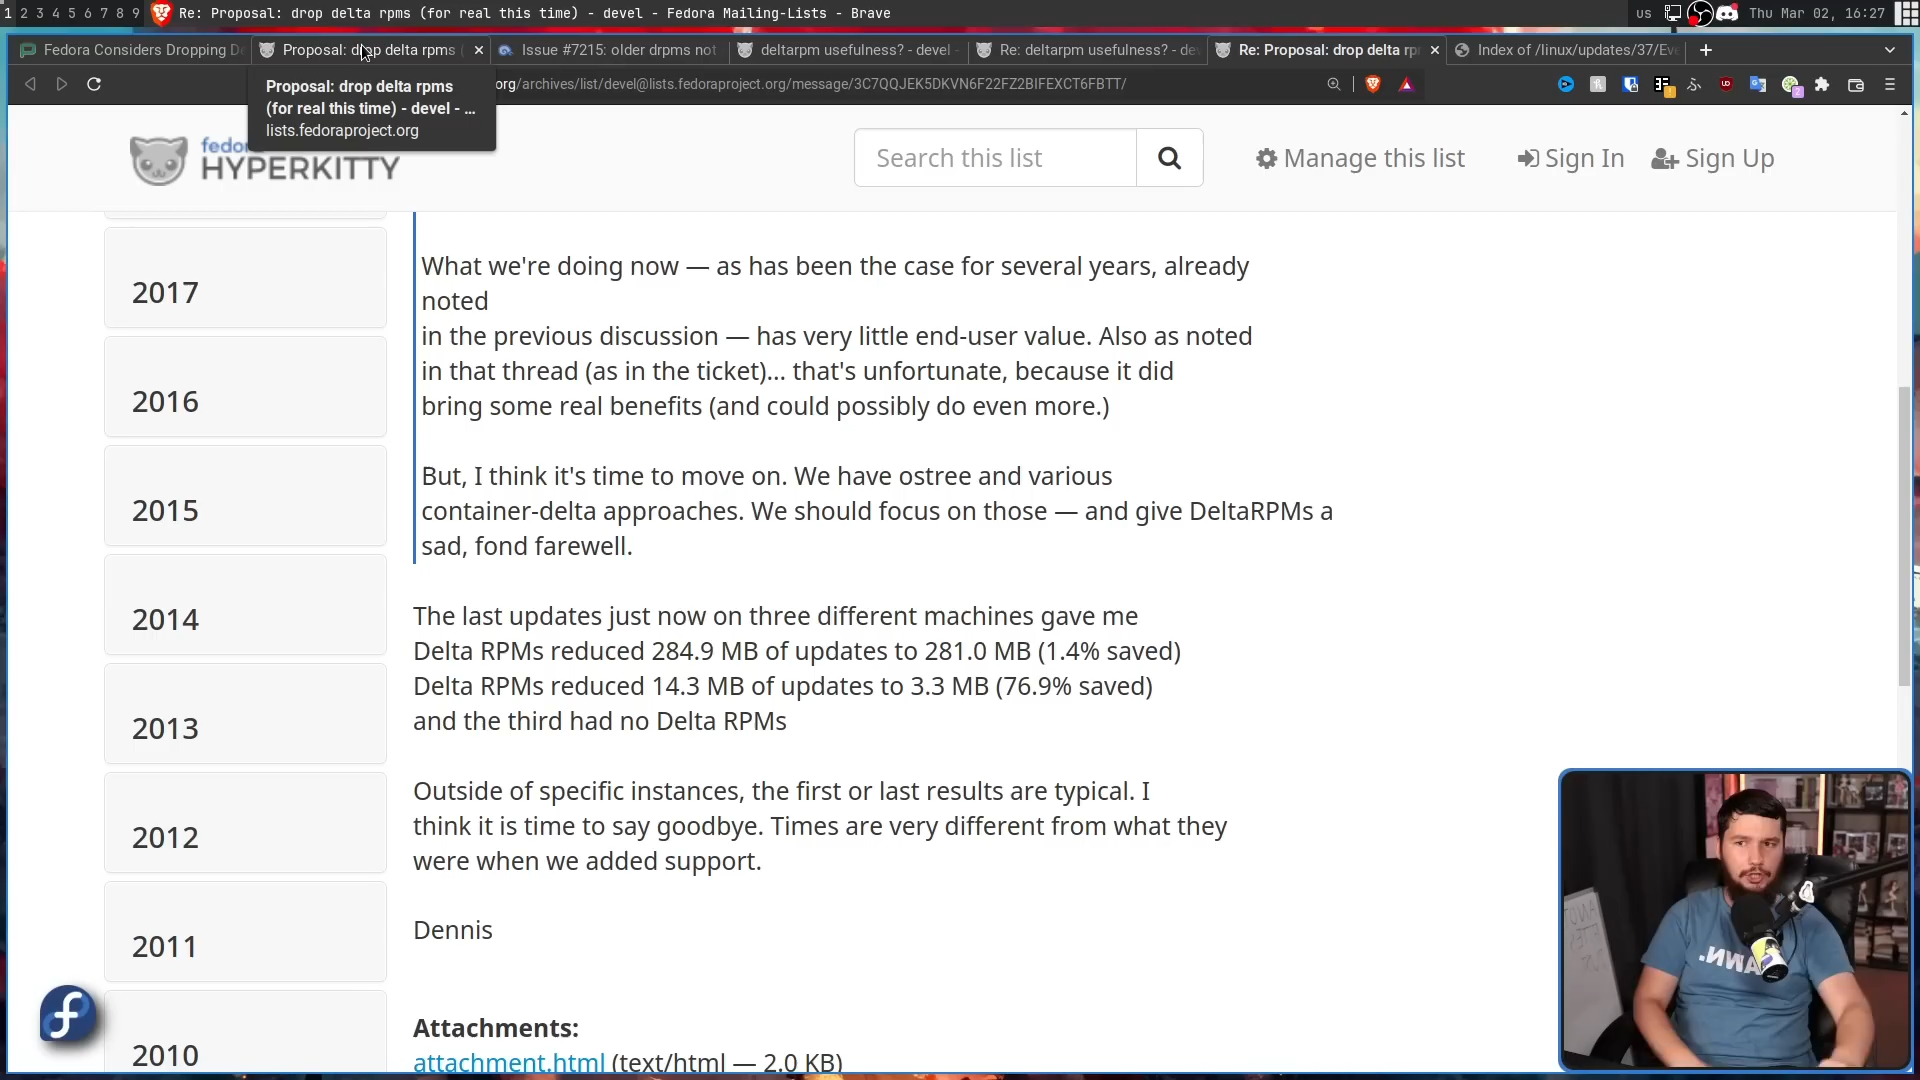 1 2 3 4 5 6 7 8 9 Re: Proposal: drop delta rpms (for real this time) - devel - Fedora Mailing-Lists - Brave
us Thu Mar 02, 16:27
Fedora Considers Dropping De
Proposal: drop delta rpms (
Issue #7215: older drpms not
deltarpm usefulness? - devel -
Re: deltarpm usefulness? - de
Re: Proposal: drop delta rp
Index of /linux/updates/37/Eve
Proposal: drop delta rpms
(for real this time) - devel - ...
lists.fedoraproject.org
org/archives/list/devel@lists.fedoraproject.org/message/3C7QQJEK5DKVN6F22FZ2BIFEXCT6FBTT/
fedor
HYPERKITTY
Search this list
Manage this list
Sign In
Sign Up
2017
2016
2015
2014
2013
2012
2011
2010
What we're doing now — as has been the case for several years, already
noted
in the previous discussion — has very little end-user value. Also as noted
in that thread (as in the ticket)... that's unfortunate, because it did
bring some real benefits (and could possibly do even more.)
But, I think it's time to move on. We have ostree and various
container-delta approaches. We should focus on those — and give DeltaRPMs a
sad, fond farewell.
The last updates just now on three different machines gave me
Delta RPMs reduced 284.9 MB of updates to 281.0 MB (1.4% saved)
Delta RPMs reduced 14.3 MB of updates to 3.3 MB (76.9% saved)
and the third had no Delta RPMs
Outside of specific instances, the first or last results are typical. I
think it is time to say goodbye. Times are very different from what they
were when we added support.
Dennis
Attachments:
attachment.html (text/html — 2.0 KB)